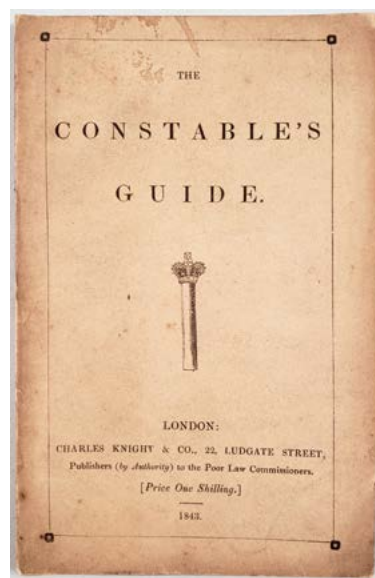 THE
CONSTABLE'S
GUIDE.
LONDON:
CHARLES KNIGHT & CO., 22, LUDGATE STREET,
Publishers (by Authority) to the Poor Law Commissioners.
[Price One Shilling.]
1843.